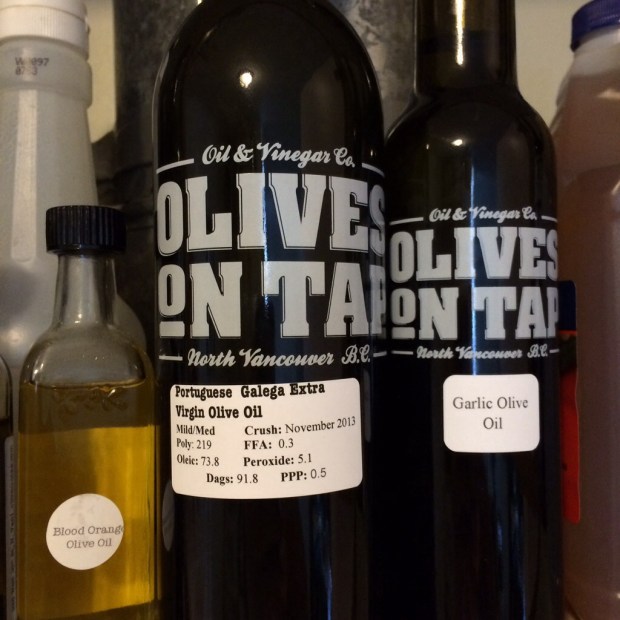 Oil & Vinegar Co.
OLIVES
ON TAP
North Vancouver B.C.
Portuguese Galega Extra
Virgin Olive Oil
Mild/Med Crush: November 2013
Poly: 219 FFA: 0.3
Oleic: 73.8 Peroxide: 5.1
Dags: 91.8 PPP: 0.5
Oil & Vinegar Co.
OLIVES
ON TAP
North Vancouver B.C.
Garlic Olive
Oil
Blood Orange
Olive Oil